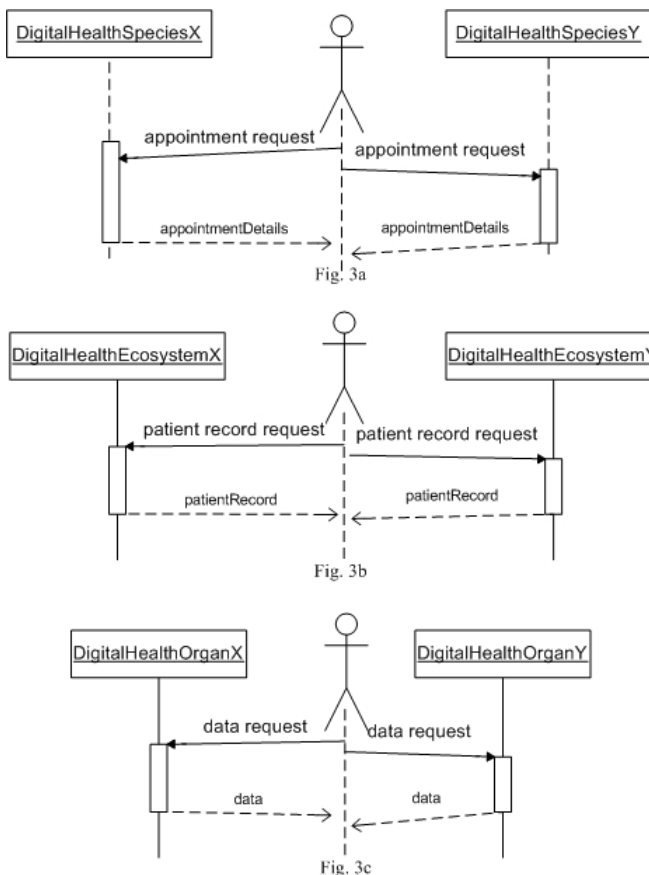 DigitalHealthSpeciesX
DigitalHealthSpeciesY
appointment request
appointment request
appointmentDetails
appointmentDetails
Fig. 3a
DigitalHealthEcosystemX
DigitalHealthEcosystemY
patient record request
patient record request
patientRecord
patientRecord
Fig. 3b
DigitalHealthOrganX
DigitalHealthOrganY
data request
data request
data
data
Fig. 3c